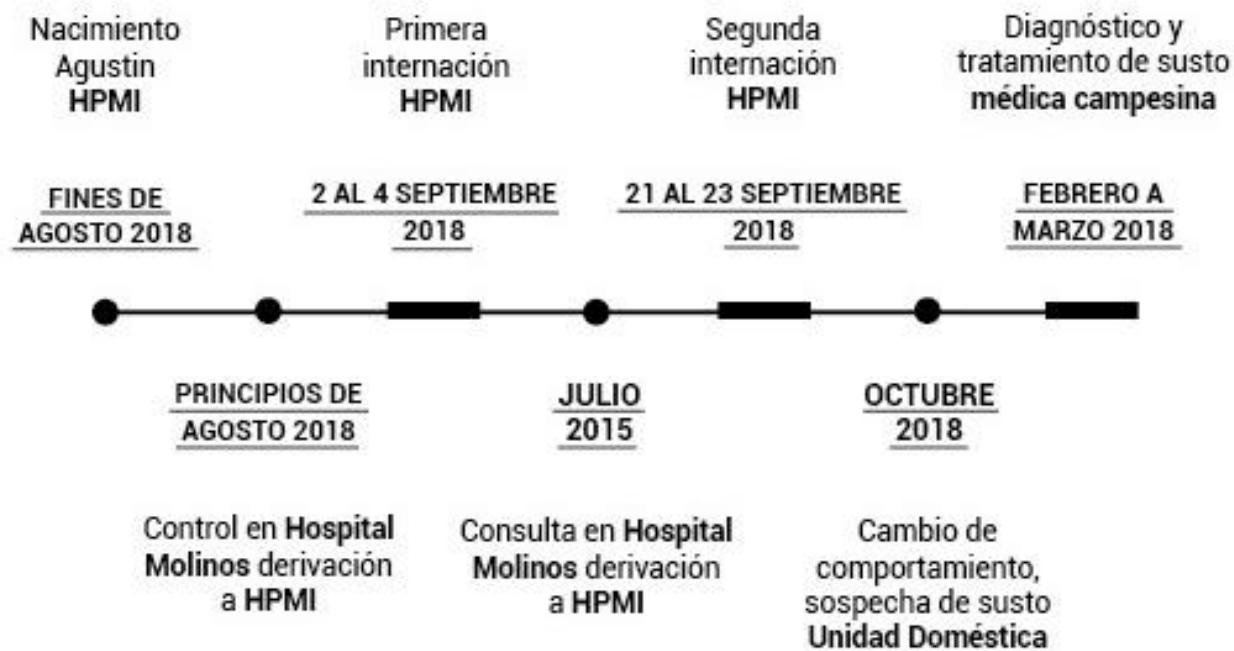 Nacimiento
Agustin
HPMI
Primera
internación
HPMI
Segunda
internación
HPMI
Diagnóstico y
tratamiento de susto
médica campesina
FINES DE
AGOSTO 2018
2 AL 4 SEPTIEMBRE
2018
21 AL 23 SEPTIEMBRE
2018
FEBRERO A
MARZO 2018
PRINCIPIOS DE
AGOSTO 2018
JULIO
2015
OCTUBRE
2018
Control en Hospital
Molinos derivación
a HPMI
Consulta en Hospital
Molinos derivación
a HPMI
Cambio de
comportamiento,
sospecha de susto
Unidad Doméstica